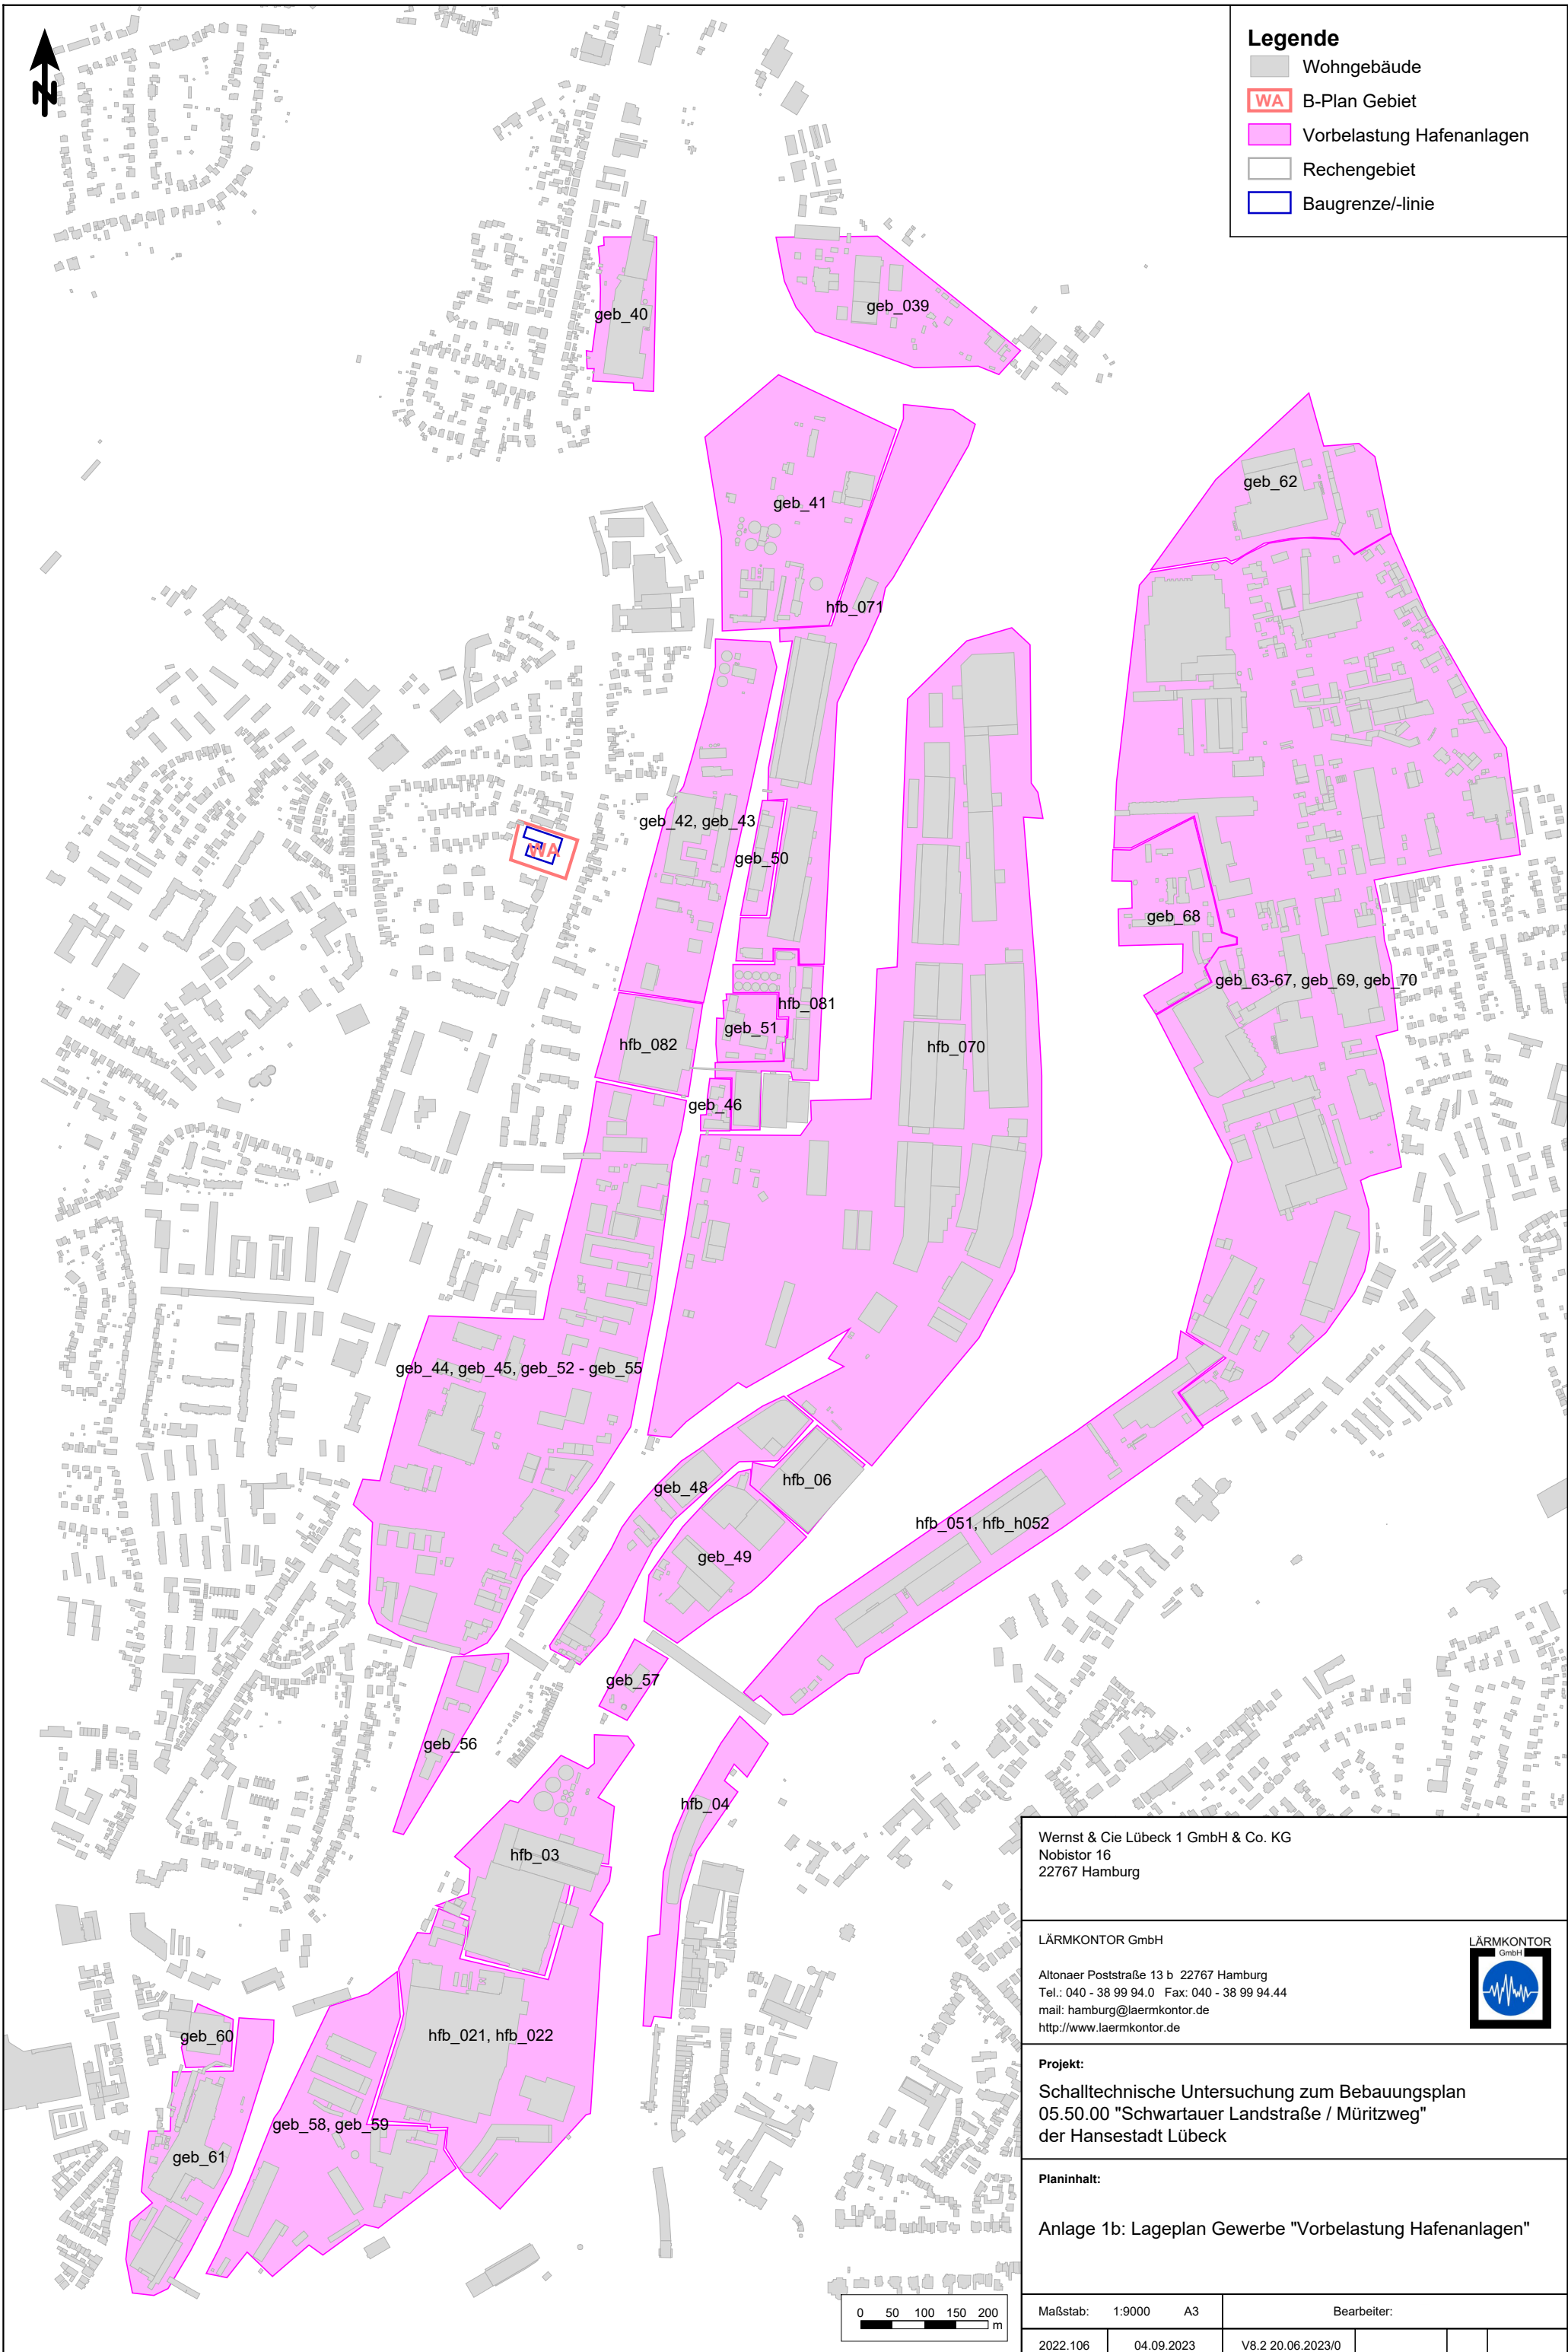 N
Legende
Wohngebäude
WA B-Plan Gebiet
Vorbelastung Hafenanlagen
Rechengebiet
Baugrenze/-linie
geb_40
geb_039
geb_62
geb_41
hfb_071
geb_42, geb_43
WA
geb_50
geb_68
geb_63-67, geb_69, geb_70
hfb_081
geb_51
hfb_082
hfb_070
geb_46
geb_44, geb_45, geb_52 - geb_55
geb_48
hfb_06
hfb_051, hfb_h052
geb_49
geb_57
geb_56
hfb_04
hfb_03
hfb_021, hfb_022
geb_60
geb_58, geb_59
geb_61
0 50 100 150 200
m
Wernst & Cie Lübeck 1 GmbH & Co. KG
Nobistor 16
22767 Hamburg
LÄRMKONTOR GmbH
Altonaer Poststraße 13 b 22767 Hamburg
Tel.: 040 - 38 99 94.0 Fax: 040 - 38 99 94.44
mail: hamburg@laermkontor.de
http://www.laermkontor.de
LÄRMKONTOR
GmbH
Projekt:
Schalltechnische Untersuchung zum Bebauungsplan
05.50.00 "Schwartauer Landstraße / Müritzweg"
der Hansestadt Lübeck
Planinhalt:
Anlage 1b: Lageplan Gewerbe "Vorbelastung Hafenanlagen"
Maßstab: 1:9000 A3 Bearbeiter:
2022.106 04.09.2023 V8.2 20.06.2023/0